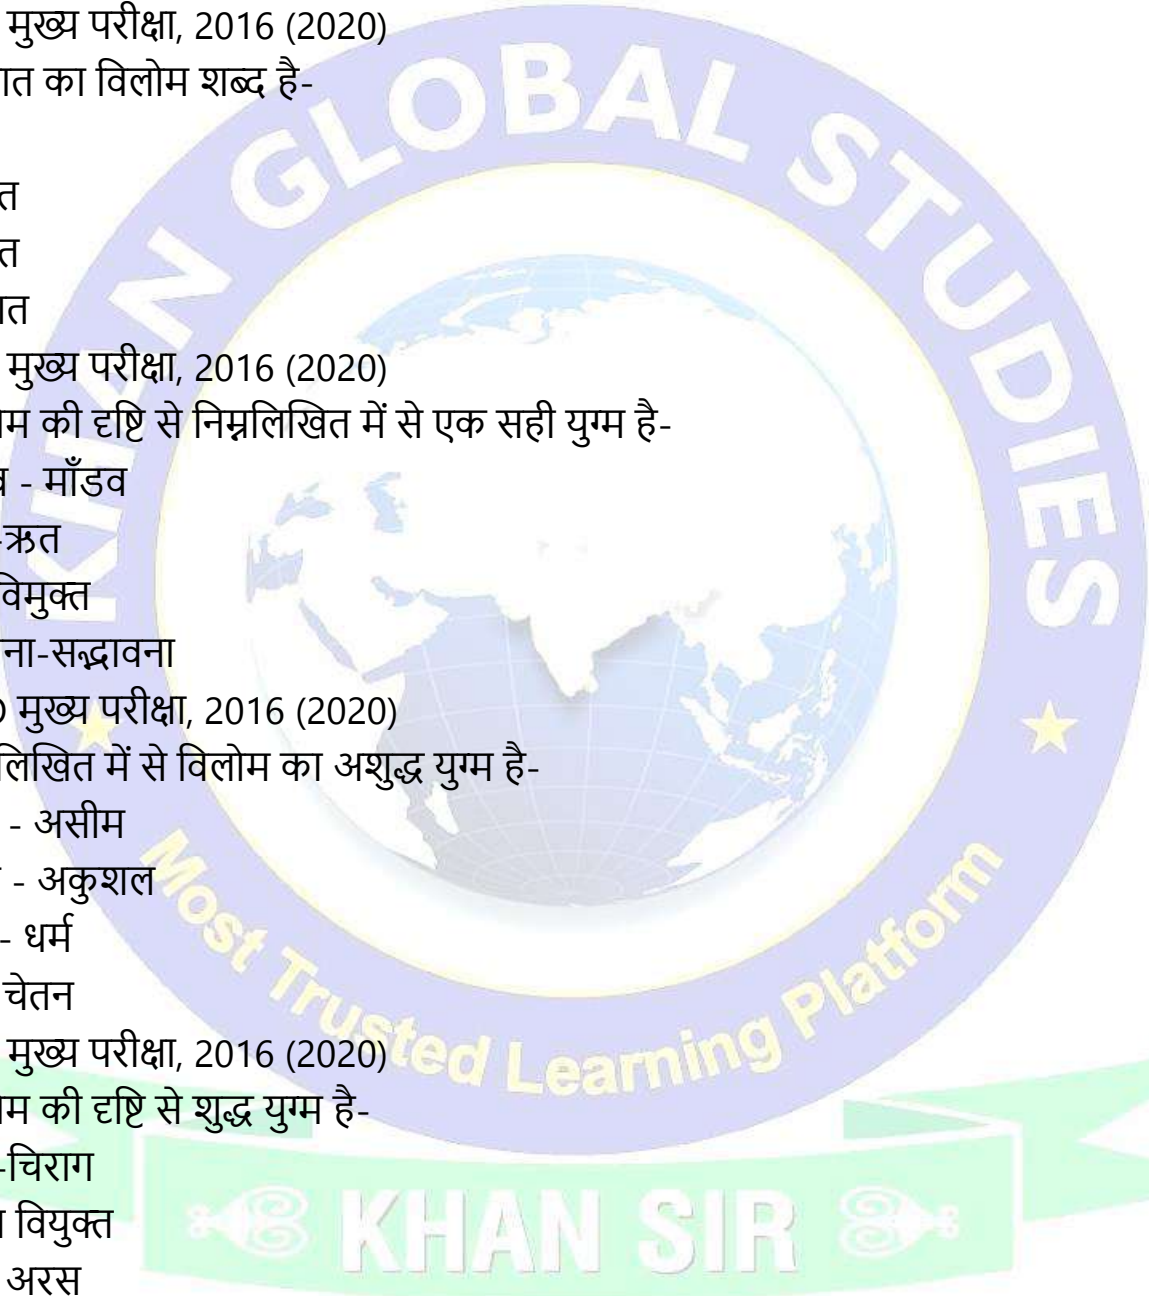 मुख्य परीक्षा, 2016 (2020)
ात का विलोम शब्द है-
त
त
ात
मुख्य परीक्षा, 2016 (2020)
ोम की दृष्टि से निम्नलिखित में से एक सही युग्म है-
व - माँडव
-ऋत
विमुक्त
ना-सद्भावना
मुख्य परीक्षा, 2016 (2020)
लिखित में से विलोम का अशुद्ध युग्म है-
- असीम
- अकुशल
- धर्म
चेतन
मुख्य परीक्षा, 2016 (2020)
ोम की दृष्टि से शुद्ध युग्म है-
-चिराग
वियुक्त
अरस
KHAN GLOBAL STUDIES
Most Trusted Learning Platform
KHAN SIR